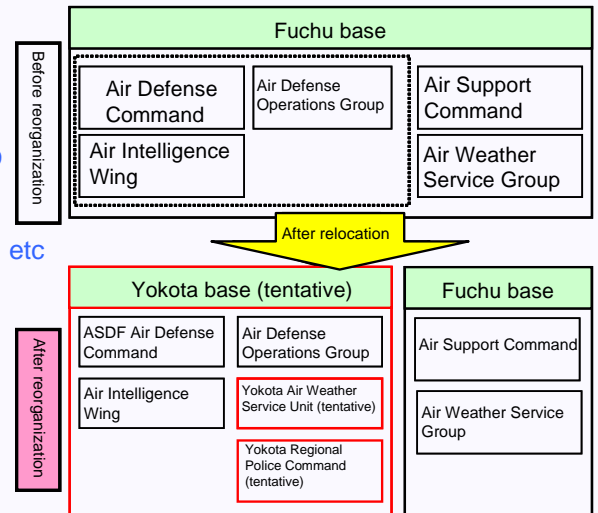 Fuchu base
Before reorganization
Air Defense
Command
Air Defense
Operations Group
Air Support
Command
Air Intelligence
Wing
Air Weather
Service Group
After relocation
etc
Yokota base (tentative)
Fuchu base
After reorganization
ASDF Air Defense
Command
Air Defense
Operations Group
Air Support Command
Air Intelligence
Wing
Yokota Air Weather
Service Unit (tentative)
Air Weather Service
Group
Yokota Regional
Police Command
(tentative)